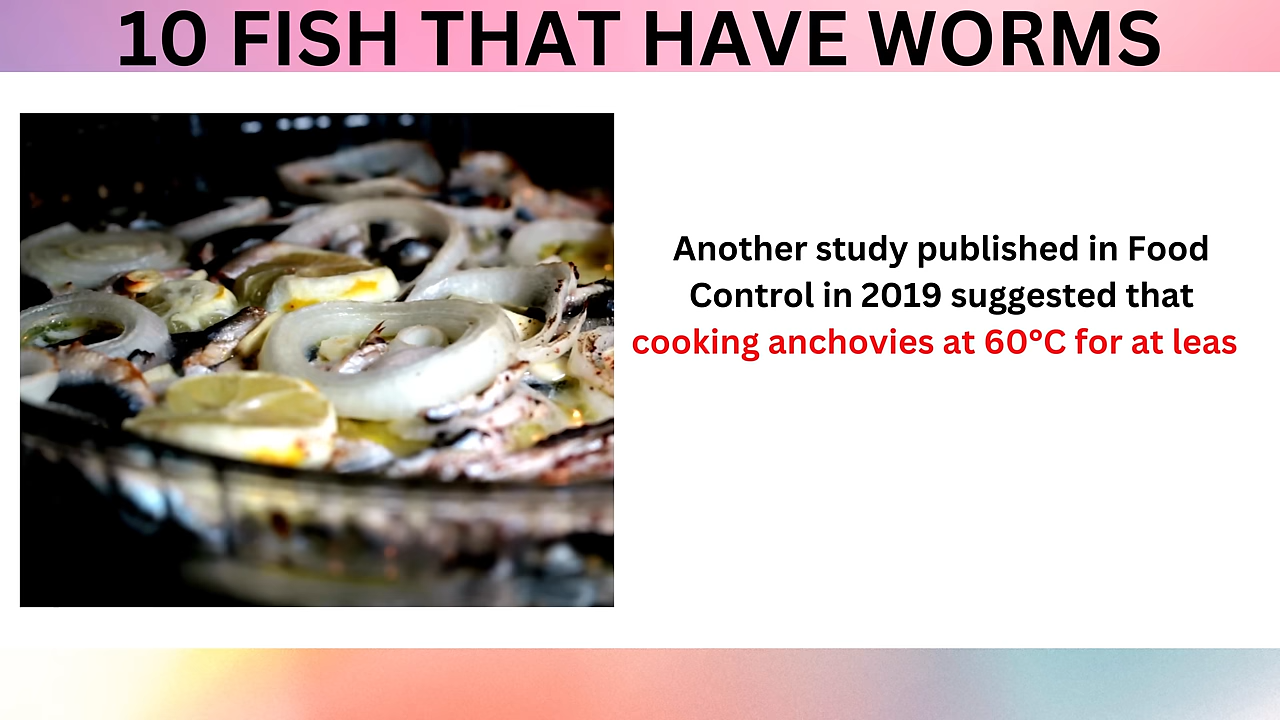 10 FISH THAT HAVE WORMS
Another study published in Food
Control in 2019 suggested that
cooking anchovies at 60°C for at leas